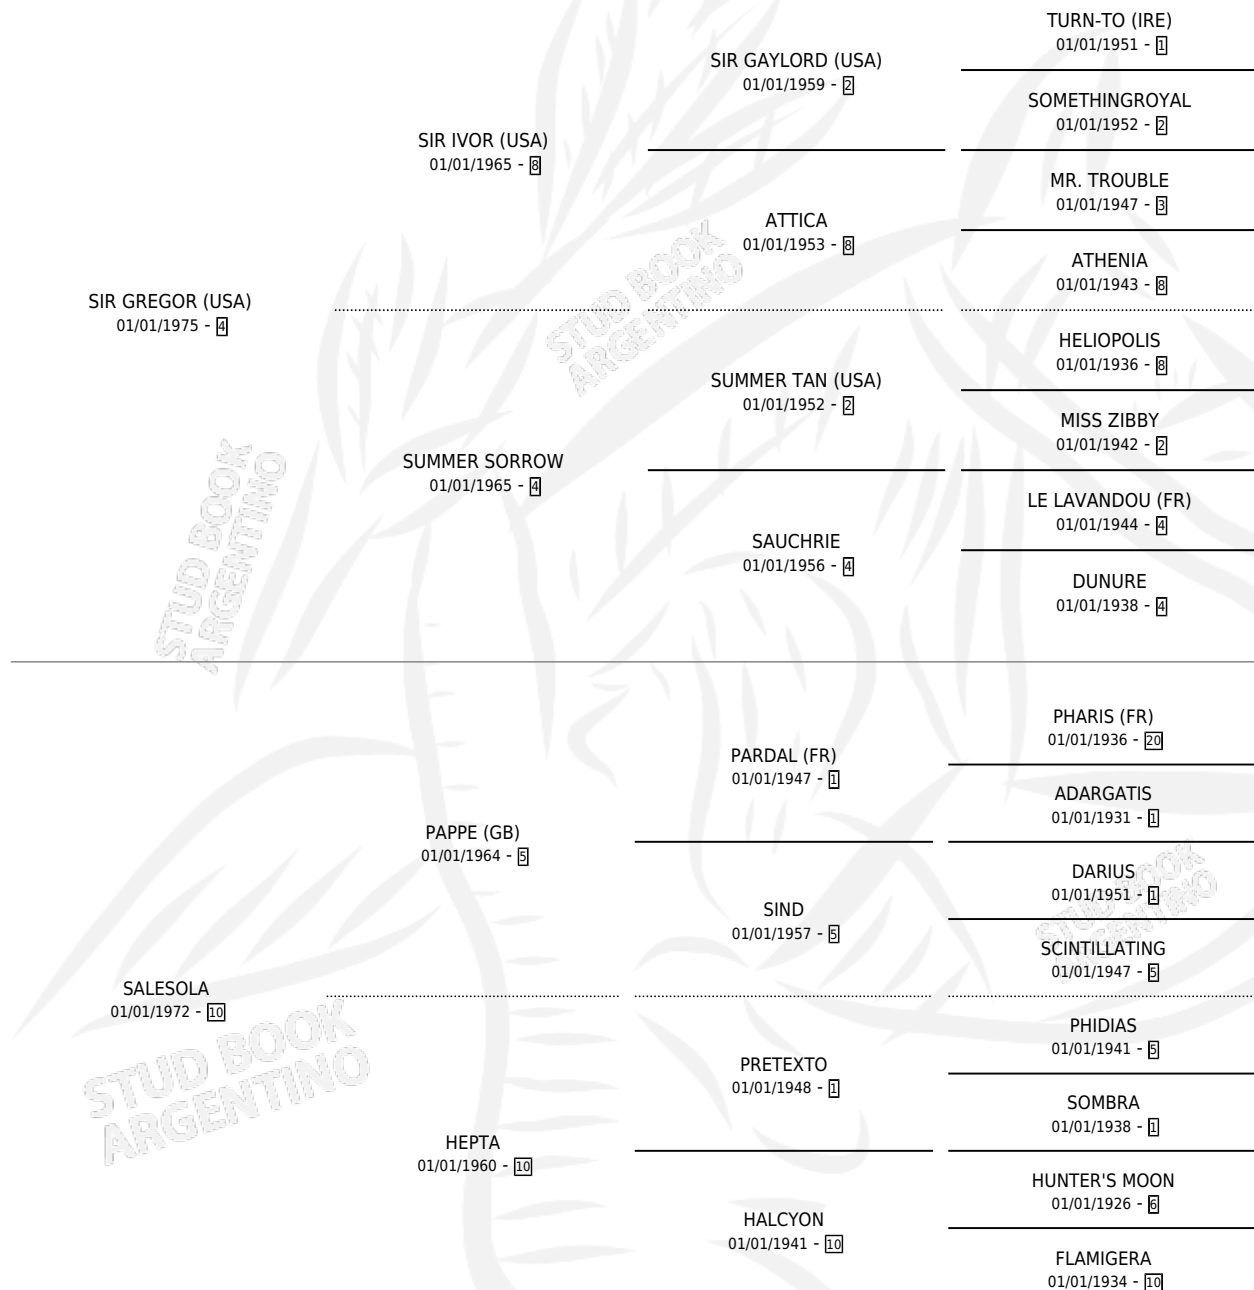 TURN-TO (IRE)
01/01/1951 - 1
SIR GAYLORD (USA)
01/01/1959 - 2
SOMETHINGROYAL
01/01/1952 - 2
SIR IVOR (USA)
01/01/1965 - 8
MR. TROUBLE
01/01/1947 - 3
ATTICA
01/01/1953 - 8
ATHENIA
01/01/1943 - 8
SIR GREGOR (USA)
01/01/1975 - 4
HELIOPOLIS
01/01/1936 - 8
SUMMER TAN (USA)
01/01/1952 - 2
MISS ZIBBY
01/01/1942 - 2
SUMMER SORROW
01/01/1965 - 4
LE LAVANDOU (FR)
01/01/1944 - 4
SAUCHRIE
01/01/1956 - 4
DUNURE
01/01/1938 - 4
PHARIS (FR)
01/01/1936 - 20
PARDAL (FR)
01/01/1947 - 1
ADARGATIS
01/01/1931 - 1
PAPPE (GB)
01/01/1964 - 5
DARIUS
01/01/1951 - 1
SIND
01/01/1957 - 5
SCINTILLATING
01/01/1947 - 5
SALESOLA
01/01/1972 - 10
PHIDIAS
01/01/1941 - 5
PRETEXTO
01/01/1948 - 1
SOMBRA
01/01/1938 - 1
HEPTA
01/01/1960 - 10
HUNTER'S MOON
01/01/1926 - 6
HALCYON
01/01/1941 - 10
FLAMIGERA
01/01/1934 - 10
STUD BOOK
ARGENTINO
STUD BOOK
ARGENTINO
STUD BOOK
ARGENTINO
STUD BOOK
ARGENTINO